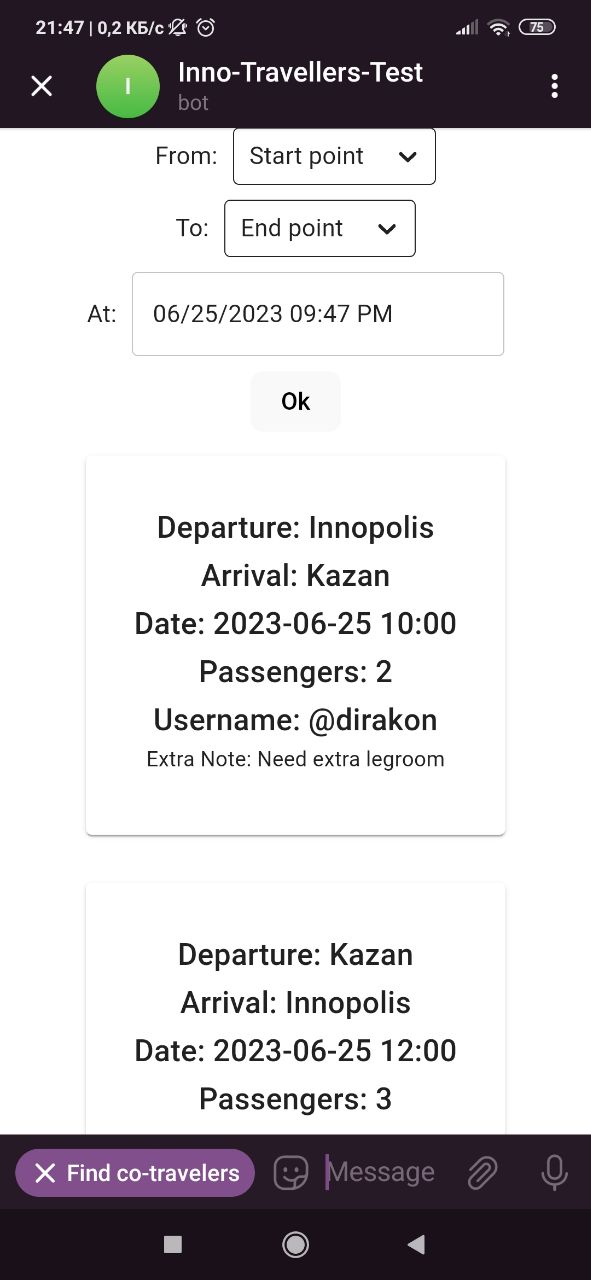 21:47 | 0,2 КБ/с 75
I
Inno-Travellers-Test
bot
From: Start point
To: End point
At: 06/25/2023 09:47 PM
Ok
Departure: Innopolis
Arrival: Kazan
Date: 2023-06-25 10:00
Passengers: 2
Username: @dirakon
Extra Note: Need extra legroom
Departure: Kazan
Arrival: Innopolis
Date: 2023-06-25 12:00
Passengers: 3
Find co-travelers Message